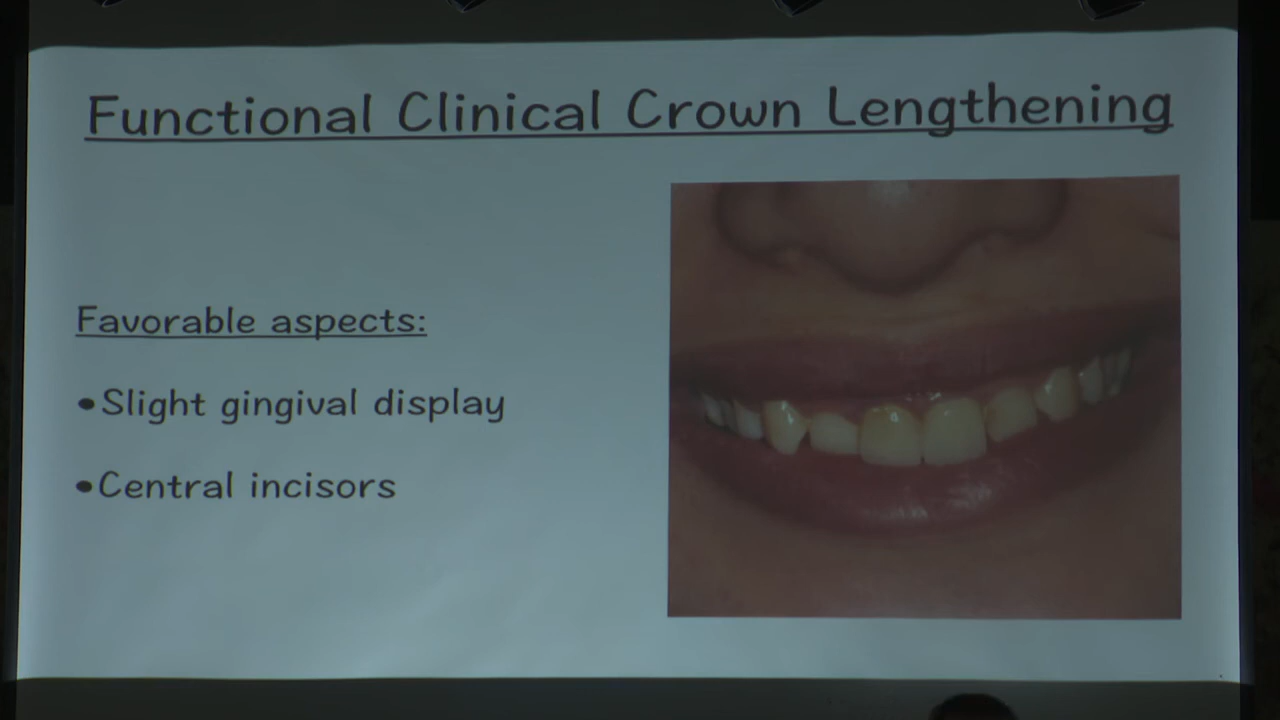 Functional Clinical Crown Lengthening
Favorable aspects:
•Slight gingival display
•Central incisors